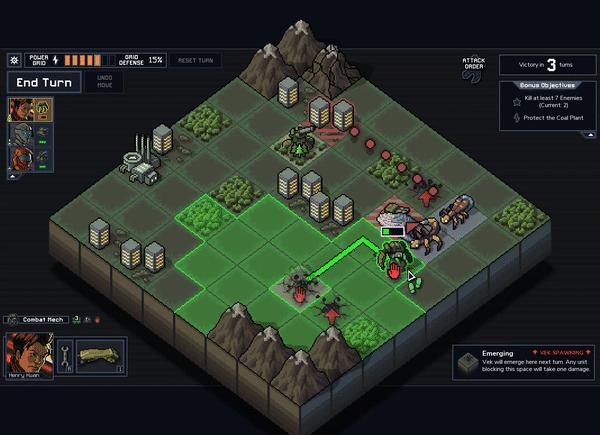 POWER
GRID
GRID
DEFENSE
15%
RESET TURN
End Turn
UNDO
MOVE
ATTACK
ORDER
Victory in 3 turns
Bonus Objectives
Kill at least 7 Enemies
(Current: 2)
Protect the Coal Plant
Combat Mech
Henry Kwan
Emerging
VEK SPAWNING
Vek will emerge here next turn. Any unit
blocking this space will take one damage.